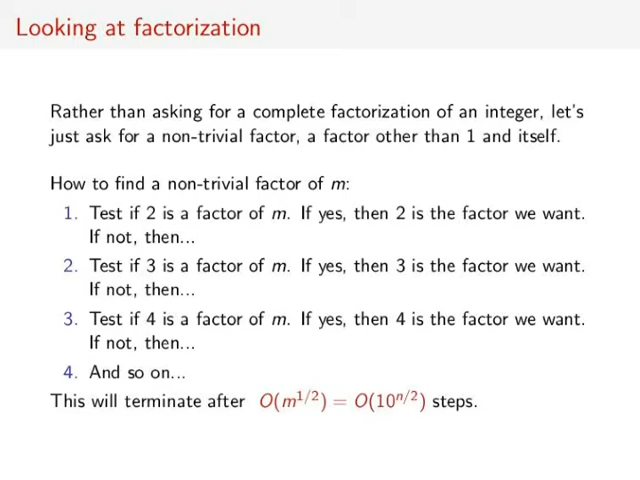 Looking at factorization
Rather than asking for a complete factorization of an integer, let's
just ask for a non-trivial factor, a factor other than 1 and itself.
How to find a non-trivial factor of m:
1. Test if 2 is a factor of m. If yes, then 2 is the factor we want.
If not, then...
2. Test if 3 is a factor of m. If yes, then 3 is the factor we want.
If not, then...
3. Test if 4 is a factor of m. If yes, then 4 is the factor we want.
If not, then...
4. And so on...
This will terminate after O(m^{1/2}) = O(10^{n/2}) steps.